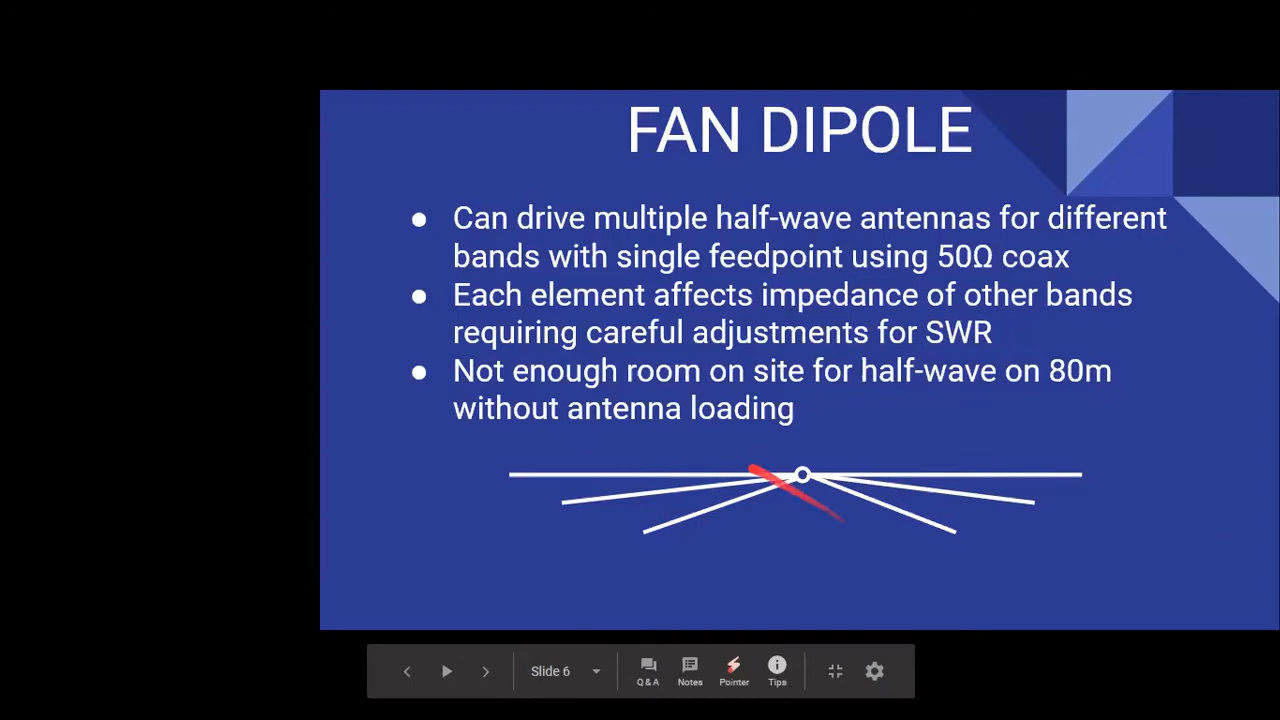 FAN DIPOLE
● Can drive multiple half-wave antennas for different
bands with single feedpoint using 50Ω coax
● Each element affects impedance of other bands
requiring careful adjustments for SWR
● Not enough room on site for half-wave on 80m
without antenna loading
Slide 6
Q & A Notes Pointer Tips